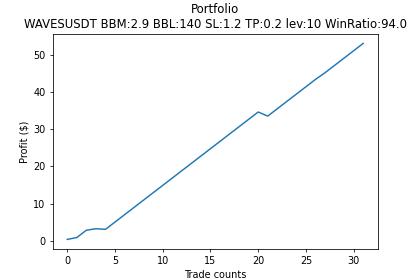 Portfolio
WAVESUSDT BBM:2.9 BBL:140 SL:1.2 TP:0.2 lev:10 WinRatio:94.0
Profit ($)
50
40
30
20
10
0
0 5 10 15 20 25 30
Trade counts